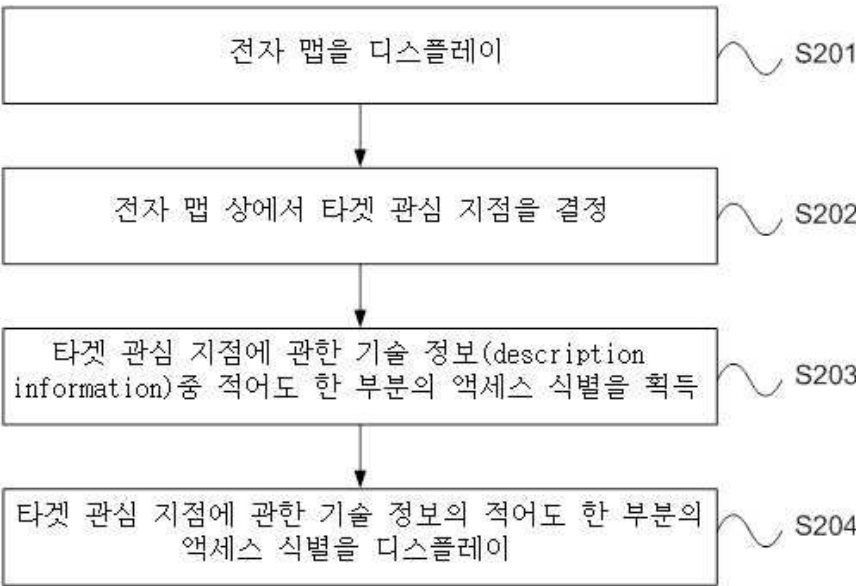 전자 맵을 디스플레이
S201
전자 맵 상에서 타겟 관심 지점을 결정
S202
타겟 관심 지점에 관한 기술 정보(description
information)중 적어도 한 부분의 액세스 식별을 획득
S203
타겟 관심 지점에 관한 기술 정보의 적어도 한 부분의
액세스 식별을 디스플레이
S204